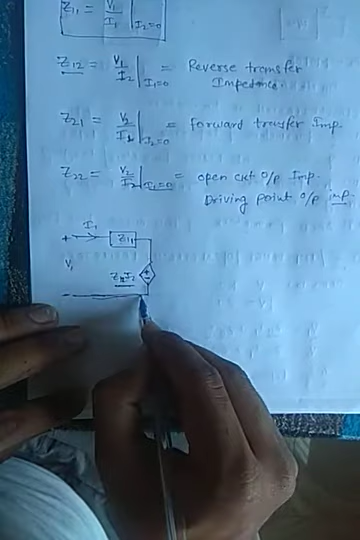 Z11 = V1/I1 | I2=0
Z12 = V1/I2 | I1=0 = Reverse transfer
Impedance
Z21 = V2/I1 | I2=0 = forward transfer Imp.
Z22 = V2/I2 | I1=0 = open ckt o/p Imp.
Driving point o/p imp
I1
+ Z11
V1
Z12I2
-